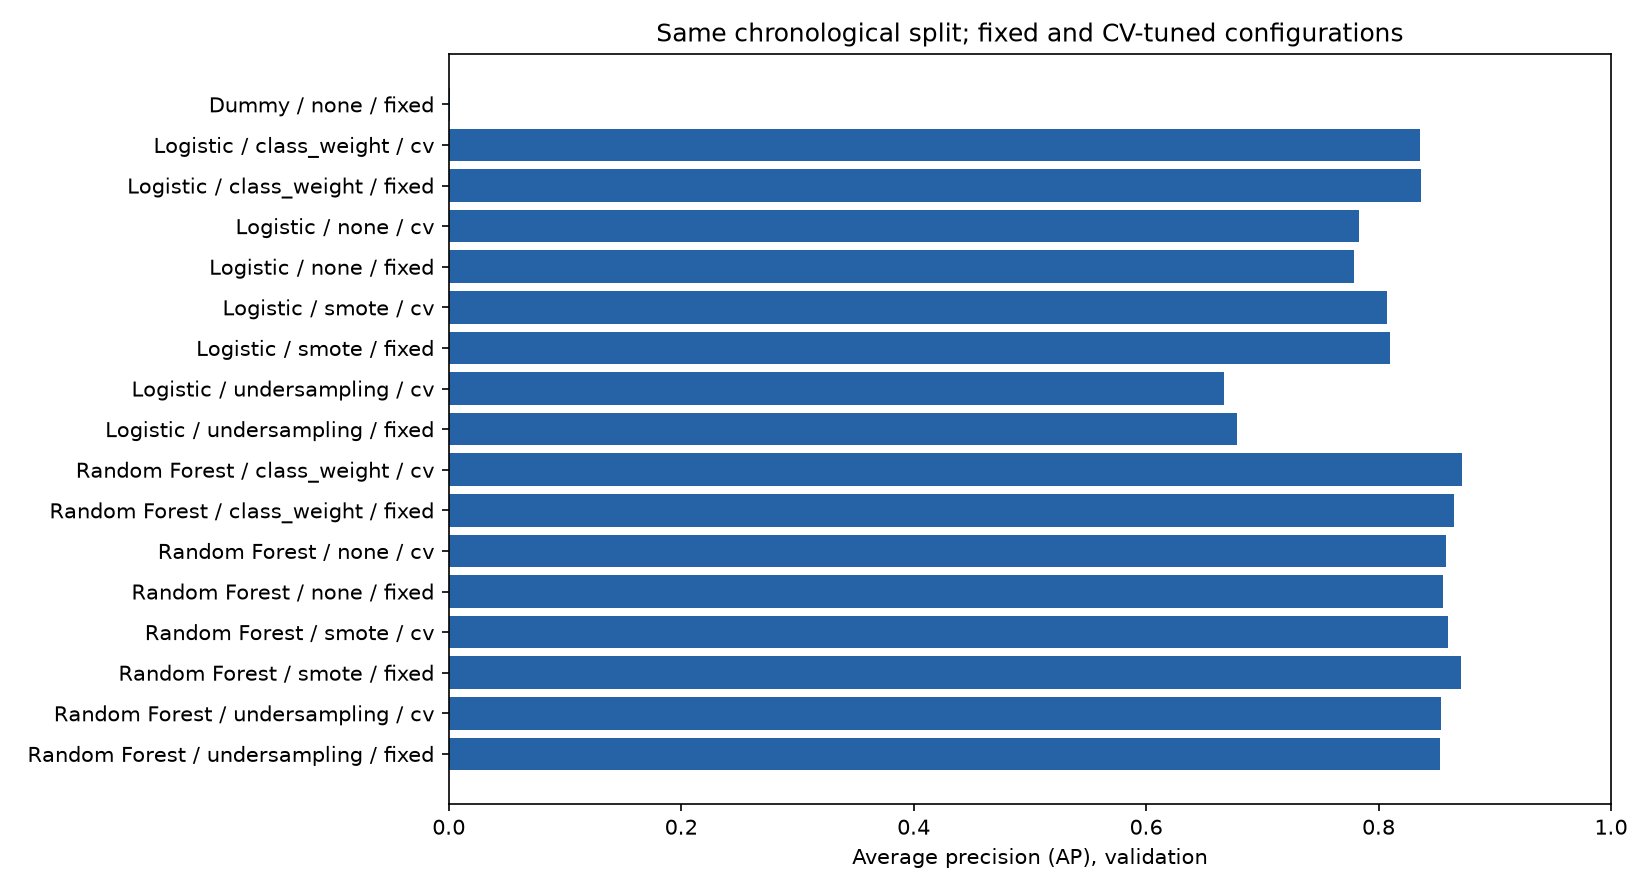 Same chronological split; fixed and CV-tuned configurations
Dummy / none / fixed
Logistic / class_weight / cv
Logistic / class_weight / fixed
Logistic / none / cv
Logistic / none / fixed
Logistic / smote / cv
Logistic / smote / fixed
Logistic / undersampling / cv
Logistic / undersampling / fixed
Random Forest / class_weight / cv
Random Forest / class_weight / fixed
Random Forest / none / cv
Random Forest / none / fixed
Random Forest / smote / cv
Random Forest / smote / fixed
Random Forest / undersampling / cv
Random Forest / undersampling / fixed
0.0 0.2 0.4 0.6 0.8 1.0
Average precision (AP), validation